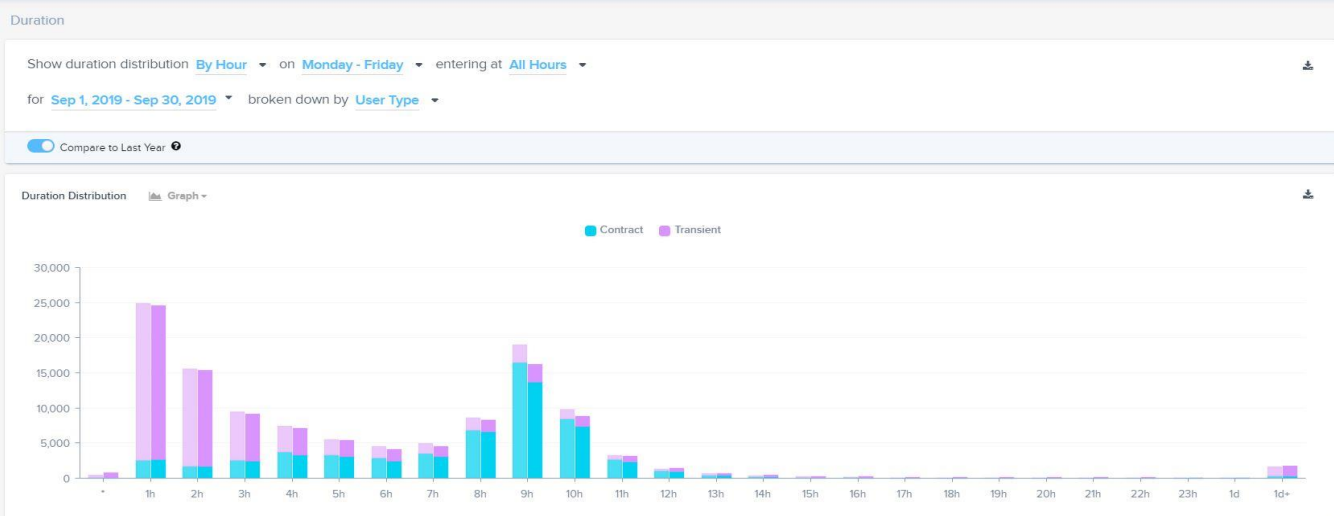 Duration
Show duration distribution By Hour on Monday - Friday entering at All Hours
for Sep 1, 2019 - Sep 30, 2019 broken down by User Type
Compare to Last Year ?
Duration Distribution Graph
Contract Transient
30,000
25,000
20,000
15,000
10,000
5,000
0
* 1h 2h 3h 4h 5h 6h 7h 8h 9h 10h 11h 12h 13h 14h 15h 16h 17h 18h 19h 20h 21h 22h 23h 1d 1d+